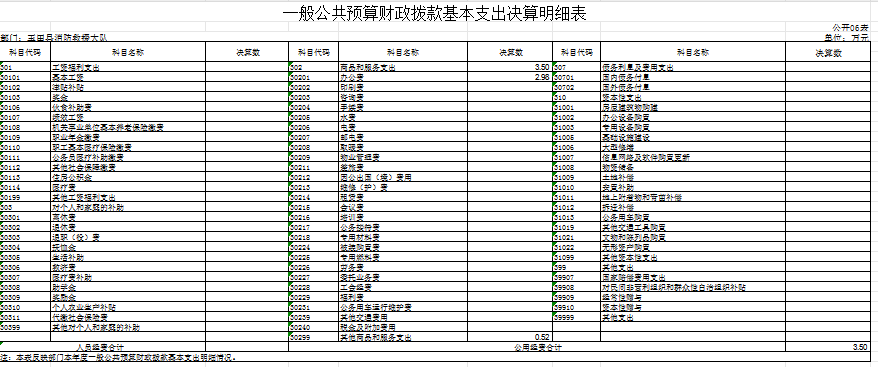 一般公共预算财政拨款基本支出决算明细表
公开06表
部门：玉田县消防救援大队 单位：万元
科目代码 科目名称 决算数 科目代码 科目名称 决算数 科目代码 科目名称 决算数
301 工资福利支出 302 商品和服务支出 3.50 307 债务利息及费用支出
30101 基本工资 30201 办公费 2.98 30701 国内债务付息
30102 津贴补贴 30202 印刷费 30702 国外债务付息
30103 奖金 30203 咨询费 310 资本性支出
30106 伙食补助费 30204 手续费 31001 房屋建筑物购建
30107 绩效工资 30205 水费 31002 办公设备购置
30108 机关事业单位基本养老保险缴费 30206 电费 31003 专用设备购置
30109 职业年金缴费 30207 邮电费 31005 基础设施建设
30110 职工基本医疗保险缴费 30208 取暖费 31006 大型修缮
30111 公务员医疗补助缴费 30209 物业管理费 31007 信息网络及软件购置更新
30112 其他社会保障缴费 30211 差旅费 31008 物资储备
30113 住房公积金 30212 因公出国（境）费用 31009 土地补偿
30114 医疗费 30213 维修（护）费 31010 安置补助
30199 其他工资福利支出 30214 租赁费 31011 地上附着物和青苗补偿
303 对个人和家庭的补助 30215 会议费 31012 拆迁补偿
30301 离休费 30216 培训费 31013 公务用车购置
30302 退休费 30217 公务接待费 31019 其他交通工具购置
30303 退职（役）费 30218 专用材料费 31021 文物和陈列品购置
30304 抚恤金 30224 被装购置费 31022 无形资产购置
30305 生活补助 30225 专用燃料费 31099 其他资本性支出
30306 救济费 30226 劳务费 399 其他支出
30307 医疗费补助 30227 委托业务费 39907 国家赔偿费用支出
30308 助学金 30228 工会经费 39908 对民间非营利组织和群众性自治组织补贴
30309 奖励金 30229 福利费 39909 经常性赠与
30310 个人农业生产补贴 30231 公务用车运行维护费 39910 资本性赠与
30311 代缴社会保险费 30239 其他交通费用 39999 其他支出
30399 其他对个人和家庭的补助 30240 税金及附加费用
30299 其他商品和服务支出 0.52
人员经费合计 公用经费合计 3.50
注：本表反映部门本年度一般公共预算财政拨款基本支出明细情况。